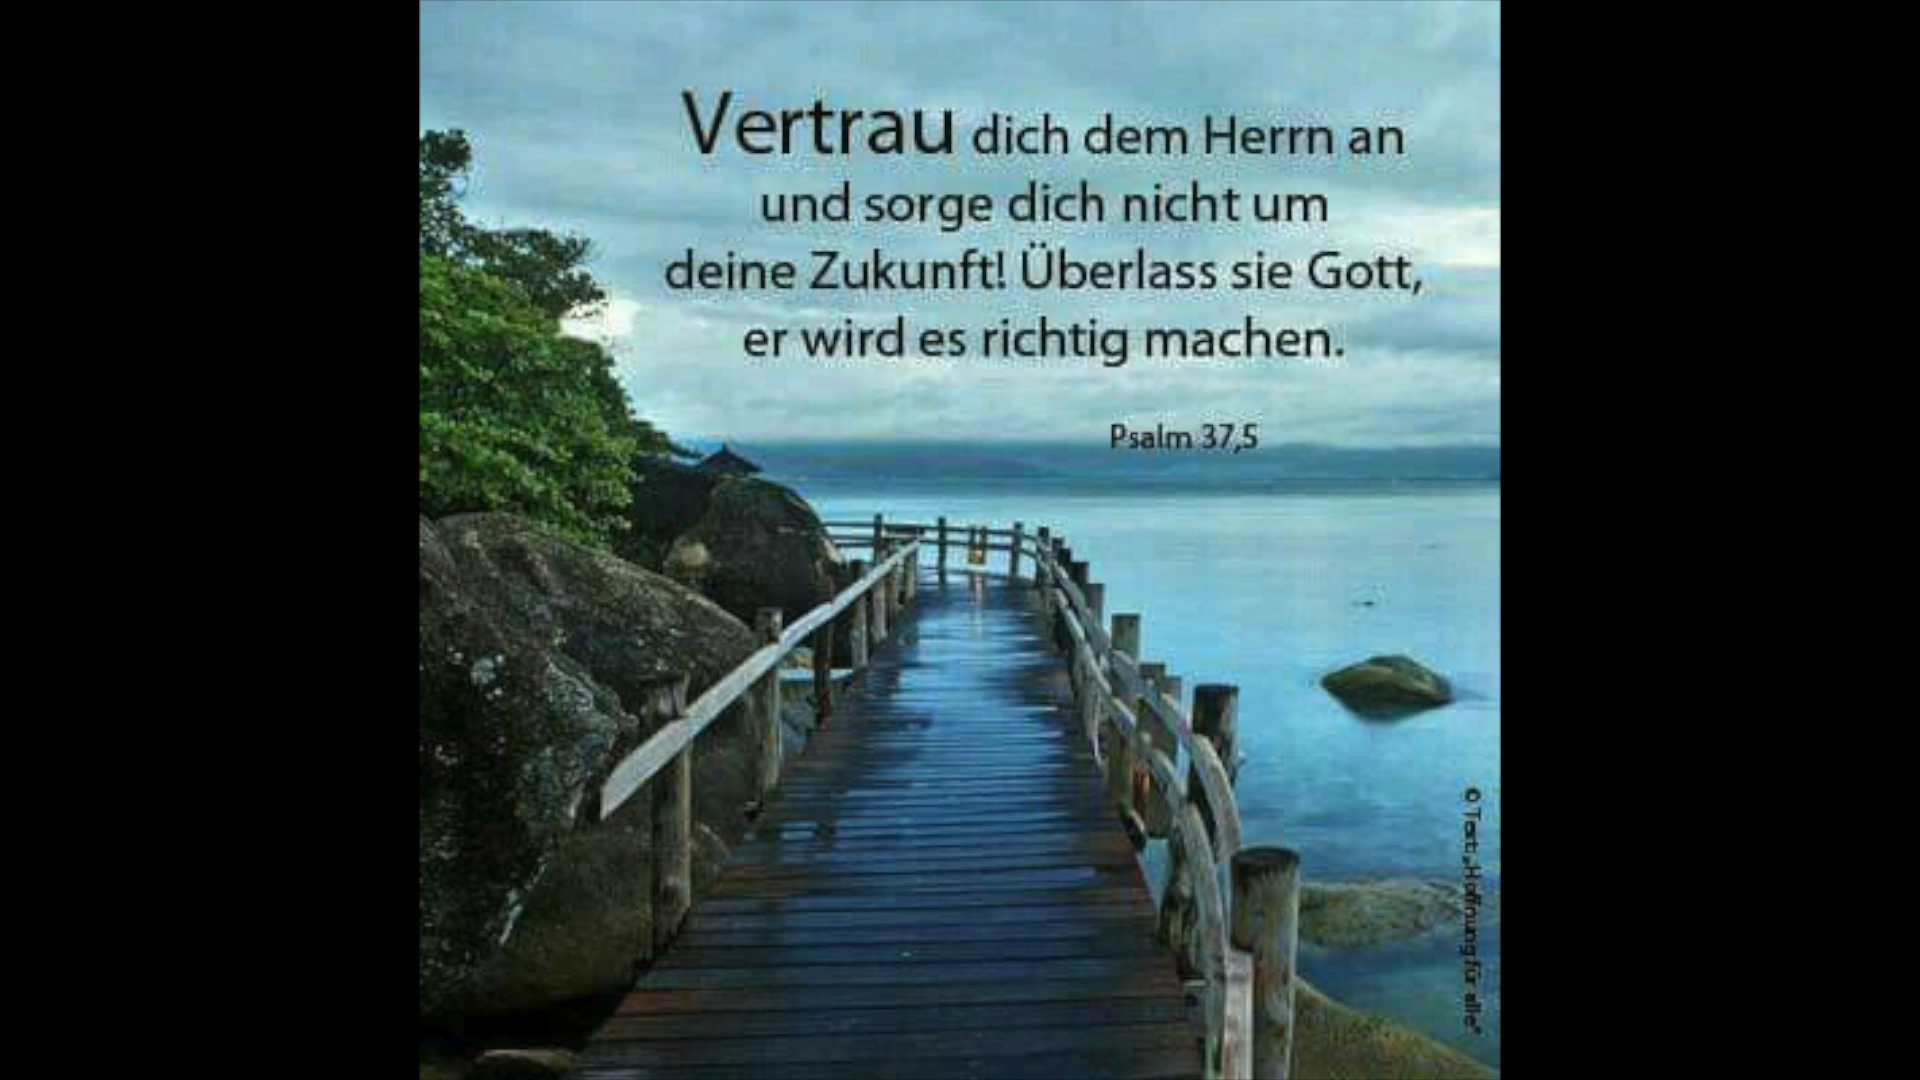 Vertrau dich dem Herrn an
und sorge dich nicht um
deine Zukunft! Überlass sie Gott,
er wird es richtig machen.
Psalm 37,5
© Text: „Hoffnung für alle“